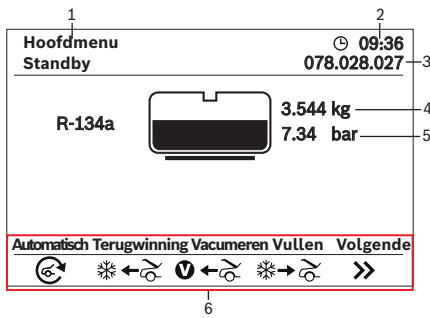 1 2
Hoofdmenu 09:36
Standby 078.028.027 3
3.544 kg 4
R-134a
7.34 bar 5
Automatisch Terugwinning Vacumeren Vullen Volgende
V
6